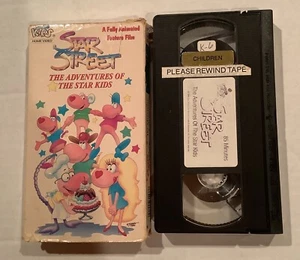 A Fully Animated
Feature Film
STAR
STREET
THE ADVENTURES OF
THE STAR KIDS
K-6
CHILDREN
PLEASE REWIND TAPE
STAR
STREET
The Adventures Of The Star Kids
Minutes